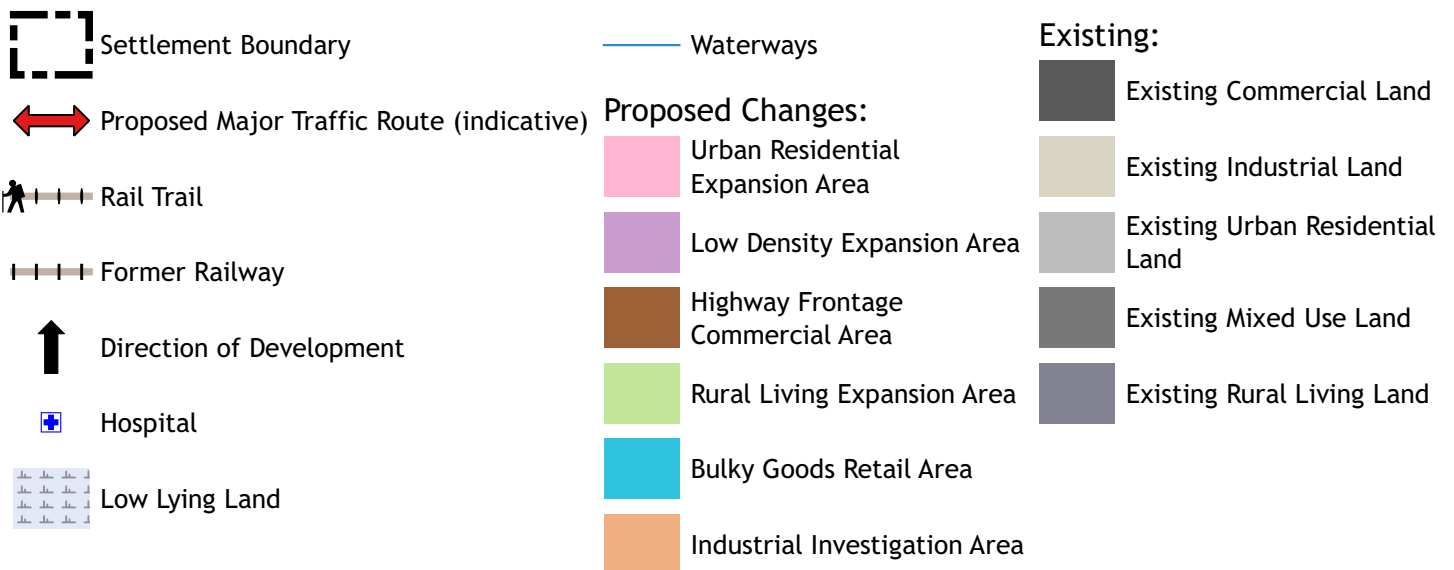 Settlement Boundary
Proposed Major Traffic Route (indicative)
Rail Trail
Former Railway
Direction of Development
Hospital
Low Lying Land
Waterways
Proposed Changes:
Urban Residential
Expansion Area
Low Density Expansion Area
Highway Frontage
Commercial Area
Rural Living Expansion Area
Bulky Goods Retail Area
Industrial Investigation Area
Existing:
Existing Commercial Land
Existing Industrial Land
Existing Urban Residential
Land
Existing Mixed Use Land
Existing Rural Living Land